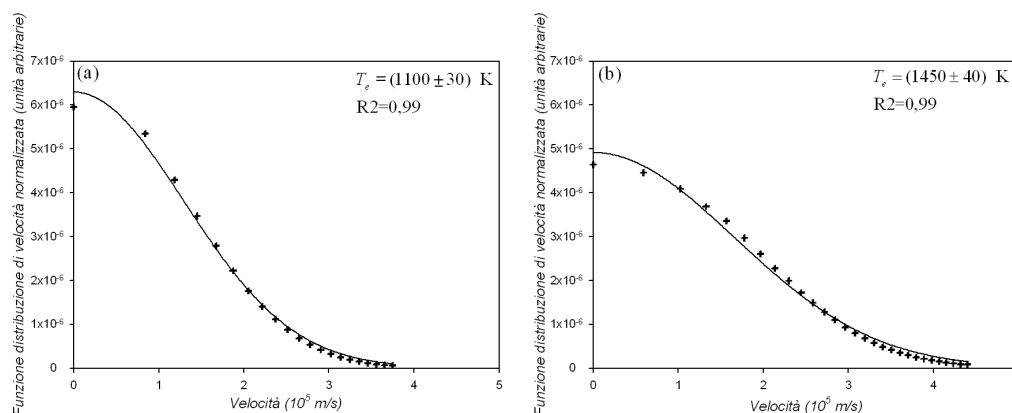 Funzione distribuzione di velocità normalizzata (unità arbitrarie)
(a)
T_e = (1100 ± 30) K
R2=0,99
7x10⁻⁶
6x10⁻⁶
5x10⁻⁶
4x10⁻⁶
3x10⁻⁶
2x10⁻⁶
1x10⁻⁶
0
0 1 2 3 4 5
Velocità (10⁵ m/s)
Funzione di velocità distribuzione normalizzata (unità arbitrarie)
(b)
T_e = (1450 ± 40) K
R2=0,99
7x10⁻⁶
6x10⁻⁶
5x10⁻⁶
4x10⁻⁶
3x10⁻⁶
2x10⁻⁶
1x10⁻⁶
0
0 1 2 3 4
Velocità (10⁵ m/s)